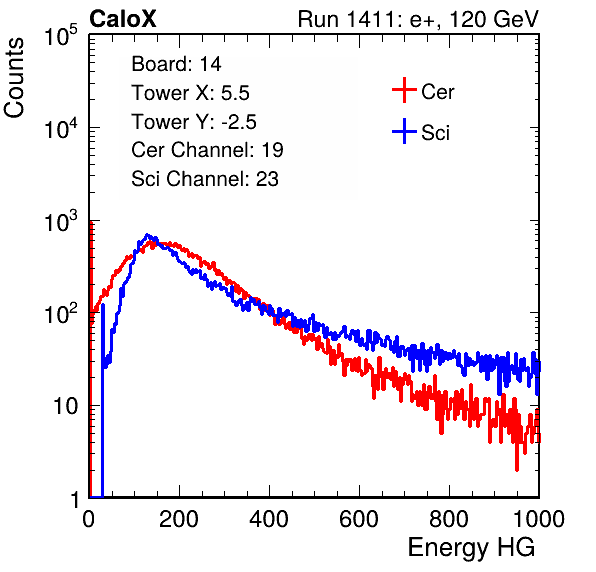 CaloX Run 1411: e+, 120 GeV
Counts
Board: 14
Tower X: 5.5
Tower Y: -2.5
Cer Channel: 19
Sci Channel: 23
Cer
Sci
10^5
10^4
10^3
10^2
10
1
0 200 400 600 800 1000
Energy HG